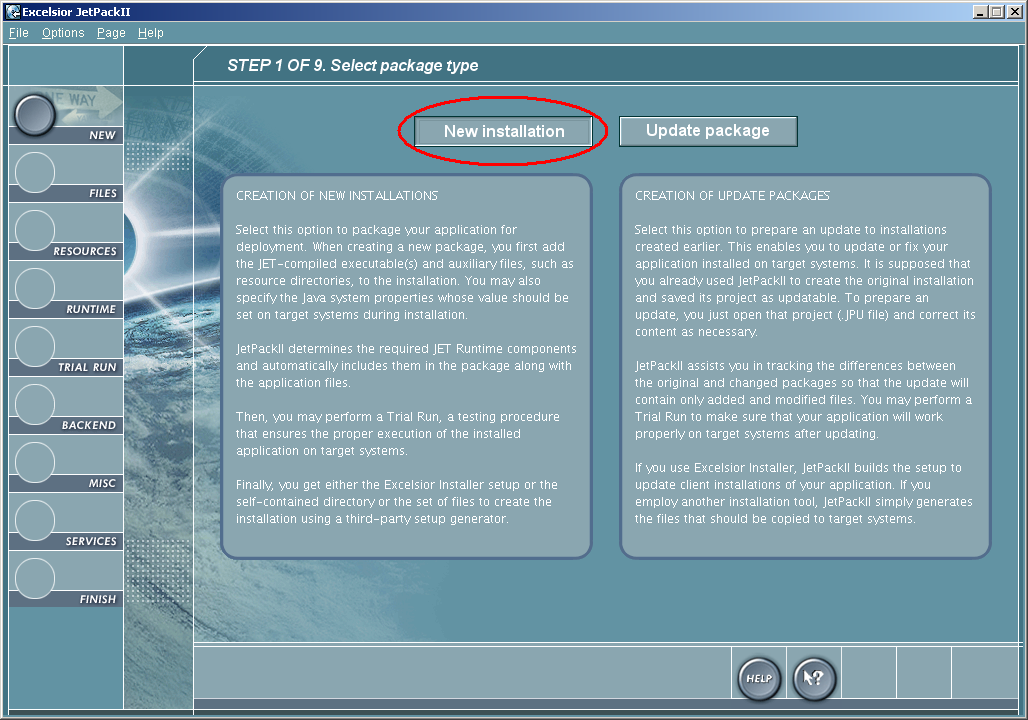 Excelsior JetPackII
File Options Page Help
STEP 1 OF 9. Select package type
NE WAY
NEW
FILES
RESOURCES
RUNTIME
TRIAL RUN
BACKEND
MISC
SERVICES
FINISH
New installation
Update package
CREATION OF NEW INSTALLATIONS
Select this option to package your application for
deployment. When creating a new package, you first add
the JET-compiled executable(s) and auxiliary files, such as
resource directories, to the installation. You may also
specify the Java system properties whose value should be
set on target systems during installation.
JetPackII determines the required JET Runtime components
and automatically includes them in the package along with
the application files.
Then, you may perform a Trial Run, a testing procedure
that ensures the proper execution of the installed
application on target systems.
Finally, you get either the Excelsior Installer setup or the
self-contained directory or the set of files to create the
installation using a third-party setup generator.
CREATION OF UPDATE PACKAGES
Select this option to prepare an update to installations
created earlier. This enables you to update or fix your
application installed on target systems. It is supposed that
you already used JetPackII to create the original installation
and saved its project as updatable. To prepare an
update, you just open that project (.JPU file) and correct its
content as necessary.
JetPackII assists you in tracking the differences between
the original and changed packages so that the update will
contain only added and modified files. You may perform a
Trial Run to make sure that your application will work
properly on target systems after updating.
If you use Excelsior Installer, JetPackII builds the setup to
update client installations of your application. If you
employ another installation tool, JetPackII simply generates
the files that should be copied to target systems.
HELP
?